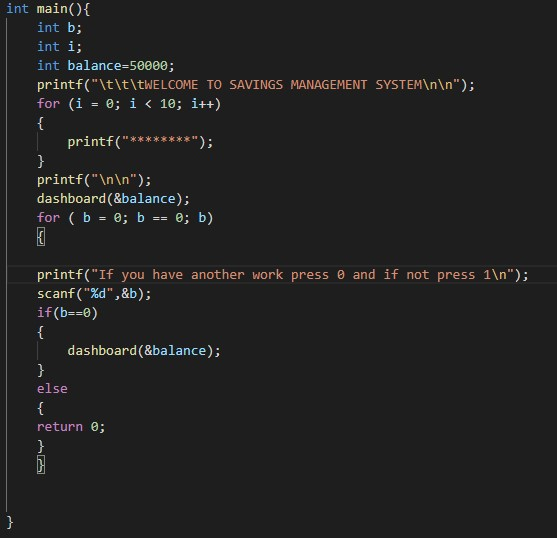 int main(){
int b;
int i;
int balance=50000;
printf("\t\t\tWELCOME TO SAVINGS MANAGEMENT SYSTEM\n\n");
for (i = 0; i < 10; i++)
{
printf("********");
}
printf("\n\n");
dashboard(&balance);
for ( b = 0; b == 0; b)
{
printf("If you have another work press 0 and if not press 1\n");
scanf("%d",&b);
if(b==0)
{
dashboard(&balance);
}
else
{
return 0;
}
}
}